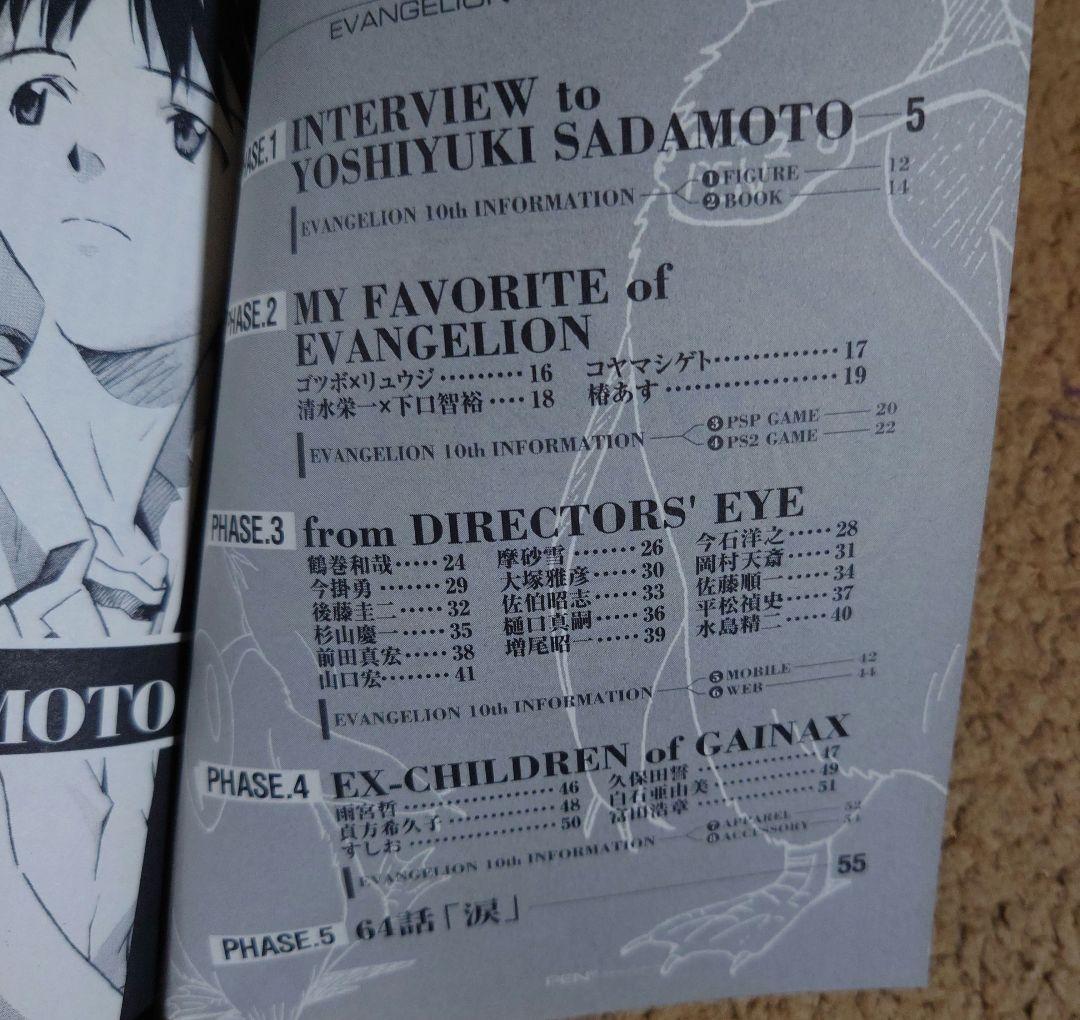 EVANGELION
PHASE.1
INTERVIEW to
YOSHIYUKI SADAMOTO 5
EVANGELION 10th INFORMATION
❶FIGURE 12
❷BOOK 14
PHASE.2
MY FAVORITE of
EVANGELION
ゴツボ×リュウジ‥‥‥‥ 16 コヤマシゲト‥‥‥‥‥‥ 17
清水栄一×下口智裕‥‥ 18 椿あす‥‥‥‥‥‥‥‥ 19
EVANGELION 10th INFORMATION
❸PSP GAME 20
❹PS2 GAME 22
PHASE.3
from DIRECTORS' EYE
鶴巻和哉‥‥‥ 24 摩砂雪‥‥‥‥ 26 今石洋之‥‥‥ 28
今掛勇‥‥‥‥ 29 大塚雅彦‥‥‥ 30 岡村天斎‥‥‥ 31
後藤圭二‥‥‥ 32 佐伯昭志‥‥‥ 33 佐藤順一‥‥‥ 34
杉山慶一‥‥‥ 35 樋口真嗣‥‥‥ 36 平松禎史‥‥‥ 37
前田真宏‥‥‥ 38 増尾昭一‥‥‥ 39 水島精二‥‥‥ 40
山口宏‥‥‥‥ 41
EVANGELION 10th INFORMATION
❺MOBILE 42
❻WEB 44
PHASE.4
EX-CHILDREN of GAINAX
雨宮哲‥‥‥‥‥‥‥‥ 46 久保田誓‥‥‥‥‥‥‥ 47
貞方希久子‥‥‥‥‥‥ 48 白石亜由美‥‥‥‥‥‥ 49
すしお‥‥‥‥‥‥‥‥ 50 富田浩章‥‥‥‥‥‥‥ 51
EVANGELION 10th INFORMATION
❼APPAREL 52
❽ACCESSORY 54
PHASE.5
64話「涙」 55
PEN²
MOTO